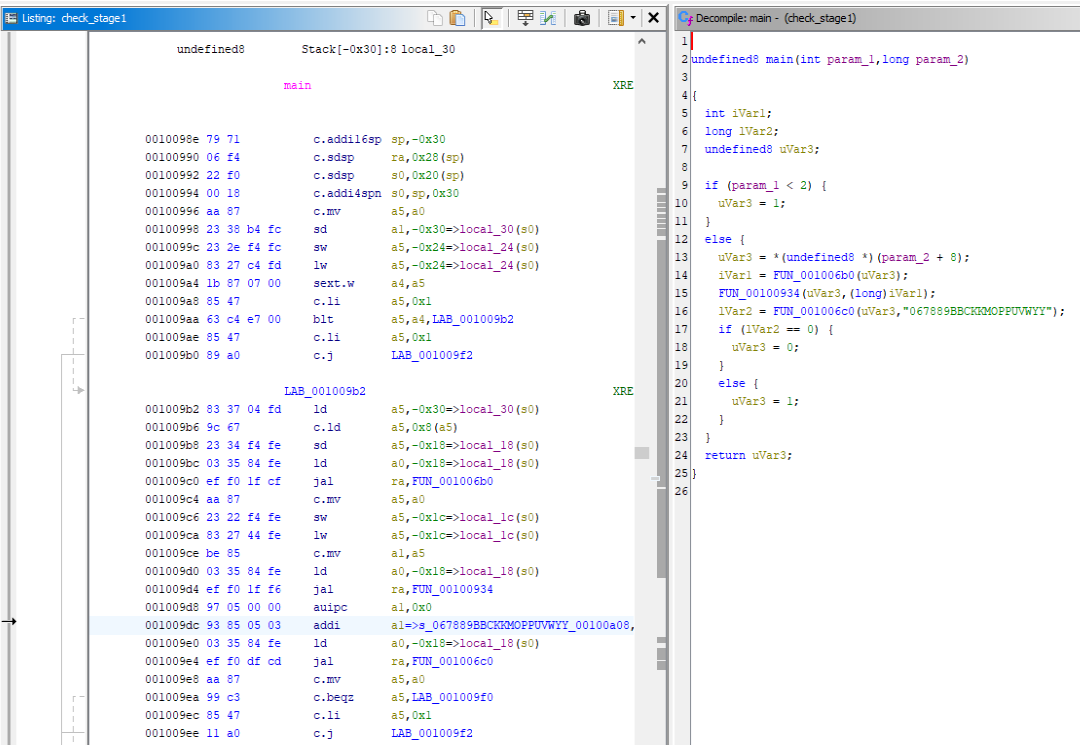 Listing: check_stage1
undefined8 Stack[-0x30]:8 local_30
main XRE
0010098e 79 71 c.addi16sp sp,-0x30
00100990 06 f4 c.sdsp ra,0x28(sp)
00100992 22 f0 c.sdsp s0,0x20(sp)
00100994 00 18 c.addi4spn s0,sp,0x30
00100996 aa 87 c.mv a5,a0
00100998 23 38 b4 fc sd a1,-0x30=>local_30(s0)
0010099c 23 2e f4 fc sw a5,-0x24=>local_24(s0)
001009a0 83 27 c4 fd lw a5,-0x24=>local_24(s0)
001009a4 1b 87 07 00 sext.w a4,a5
001009a8 85 47 c.li a5,0x1
001009aa 63 c4 e7 00 blt a5,a4,LAB_001009b2
001009ae 85 47 c.li a5,0x1
001009b0 89 a0 c.j LAB_001009f2
LAB_001009b2 XRE
001009b2 83 37 04 fd ld a5,-0x30=>local_30(s0)
001009b6 9c 67 c.ld a5,0x8(a5)
001009b8 23 34 f4 fe sd a5,-0x18=>local_18(s0)
001009bc 03 35 84 fe ld a0,-0x18=>local_18(s0)
001009c0 ef f0 1f cf jal ra,FUN_001006b0
001009c4 aa 87 c.mv a5,a0
001009c6 23 22 f4 fe sw a5,-0x1c=>local_1c(s0)
001009ca 83 27 44 fe lw a5,-0x1c=>local_1c(s0)
001009ce be 85 c.mv a1,a5
001009d0 03 35 84 fe ld a0,-0x18=>local_18(s0)
001009d4 ef f0 1f f6 jal ra,FUN_00100934
001009d8 97 05 00 00 auipc a1,0x0
001009dc 93 85 05 03 addi a1=>s_067889BBCKKMOPPUVWYY_00100a08,
001009e0 03 35 84 fe ld a0,-0x18=>local_18(s0)
001009e4 ef f0 df cd jal ra,FUN_001006c0
001009e8 aa 87 c.mv a5,a0
001009ea 99 c3 c.beqz a5,LAB_001009f0
001009ec 85 47 c.li a5,0x1
001009ee 11 a0 c.j LAB_001009f2
Decompile: main - (check_stage1)
1
2 undefined8 main(int param_1,long param_2)
3
4 {
5 int iVar1;
6 long lVar2;
7 undefined8 uVar3;
8
9 if (param_1 < 2) {
10 uVar3 = 1;
11 }
12 else {
13 uVar3 = *(undefined8 *)(param_2 + 8);
14 iVar1 = FUN_001006b0(uVar3);
15 FUN_00100934(uVar3,(long)iVar1);
16 lVar2 = FUN_001006c0(uVar3,"067889BBCKKMOPPUVWYY");
17 if (lVar2 == 0) {
18 uVar3 = 0;
19 }
20 else {
21 uVar3 = 1;
22 }
23 }
24 return uVar3;
25 }
26